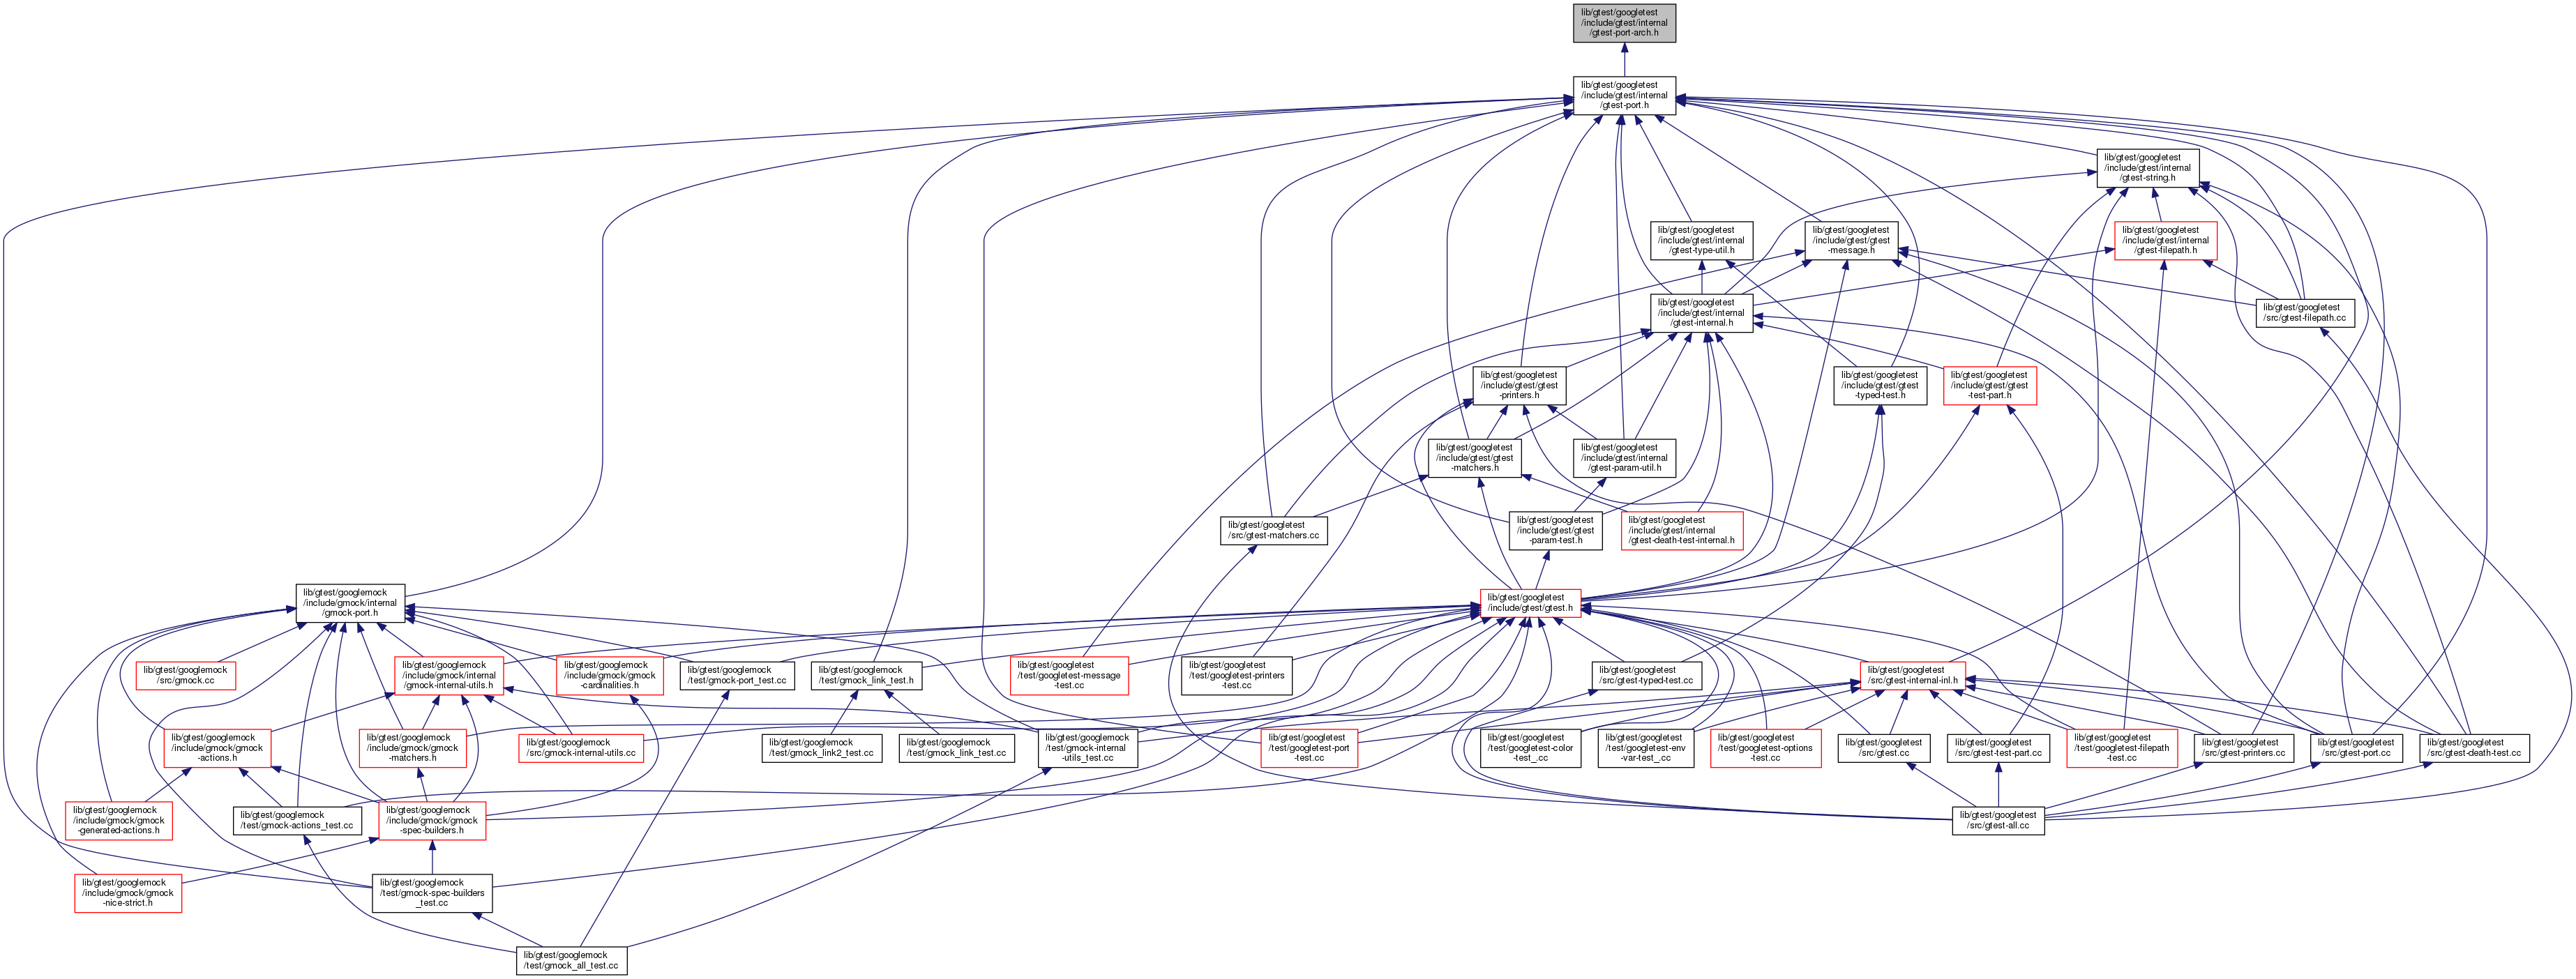 lib/gtest/googletest
/include/gtest/internal
/gtest-port-arch.h
lib/gtest/googletest
/include/gtest/internal
/gtest-port.h
lib/gtest/googletest
/include/gtest/internal
/gtest-string.h
lib/gtest/googletest
/include/gtest/internal
/gtest-type-util.h
lib/gtest/googletest
/include/gtest/gtest
-message.h
lib/gtest/googletest
/include/gtest/internal
/gtest-filepath.h
lib/gtest/googletest
/include/gtest/internal
/gtest-internal.h
lib/gtest/googletest
/src/gtest-filepath.cc
lib/gtest/googletest
/include/gtest/gtest
-printers.h
lib/gtest/googletest
/include/gtest/gtest
-typed-test.h
lib/gtest/googletest
/include/gtest/gtest
-test-part.h
lib/gtest/googletest
/include/gtest/gtest
-matchers.h
lib/gtest/googletest
/include/gtest/internal
/gtest-param-util.h
lib/gtest/googletest
/src/gtest-matchers.cc
lib/gtest/googletest
/include/gtest/gtest
-param-test.h
lib/gtest/googletest
/include/gtest/internal
/gtest-death-test-internal.h
lib/gtest/googlemock
/include/gmock/internal
/gmock-port.h
lib/gtest/googletest
/include/gtest/gtest.h
lib/gtest/googlemock
/src/gmock.cc
lib/gtest/googlemock
/include/gmock/internal
/gmock-internal-utils.h
lib/gtest/googlemock
/include/gmock/gmock
-cardinalities.h
lib/gtest/googlemock
/test/gmock-port_test.cc
lib/gtest/googlemock
/test/gmock_link_test.h
lib/gtest/googletest
/test/googletest-message
-test.cc
lib/gtest/googletest
/test/googletest-printers
-test.cc
lib/gtest/googletest
/src/gtest-typed-test.cc
lib/gtest/googletest
/src/gtest-internal-inl.h
lib/gtest/googlemock
/include/gmock/gmock
-actions.h
lib/gtest/googlemock
/include/gmock/gmock
-matchers.h
lib/gtest/googlemock
/src/gmock-internal-utils.cc
lib/gtest/googlemock
/test/gmock_link2_test.cc
lib/gtest/googlemock
/test/gmock_link_test.cc
lib/gtest/googlemock
/test/gmock-internal
-utils_test.cc
lib/gtest/googletest
/test/googletest-port
-test.cc
lib/gtest/googletest
/test/googletest-color
-test_.cc
lib/gtest/googletest
/test/googletest-env
-var-test_.cc
lib/gtest/googletest
/test/googletest-options
-test.cc
lib/gtest/googletest
/src/gtest.cc
lib/gtest/googletest
/src/gtest-test-part.cc
lib/gtest/googletest
/test/googletest-filepath
-test.cc
lib/gtest/googletest
/src/gtest-printers.cc
lib/gtest/googletest
/src/gtest-port.cc
lib/gtest/googletest
/src/gtest-death-test.cc
lib/gtest/googlemock
/include/gmock/gmock
-generated-actions.h
lib/gtest/googlemock
/test/gmock-actions_test.cc
lib/gtest/googlemock
/include/gmock/gmock
-spec-builders.h
lib/gtest/googletest
/src/gtest-all.cc
lib/gtest/googlemock
/include/gmock/gmock
-nice-strict.h
lib/gtest/googlemock
/test/gmock-spec-builders
_test.cc
lib/gtest/googlemock
/test/gmock_all_test.cc